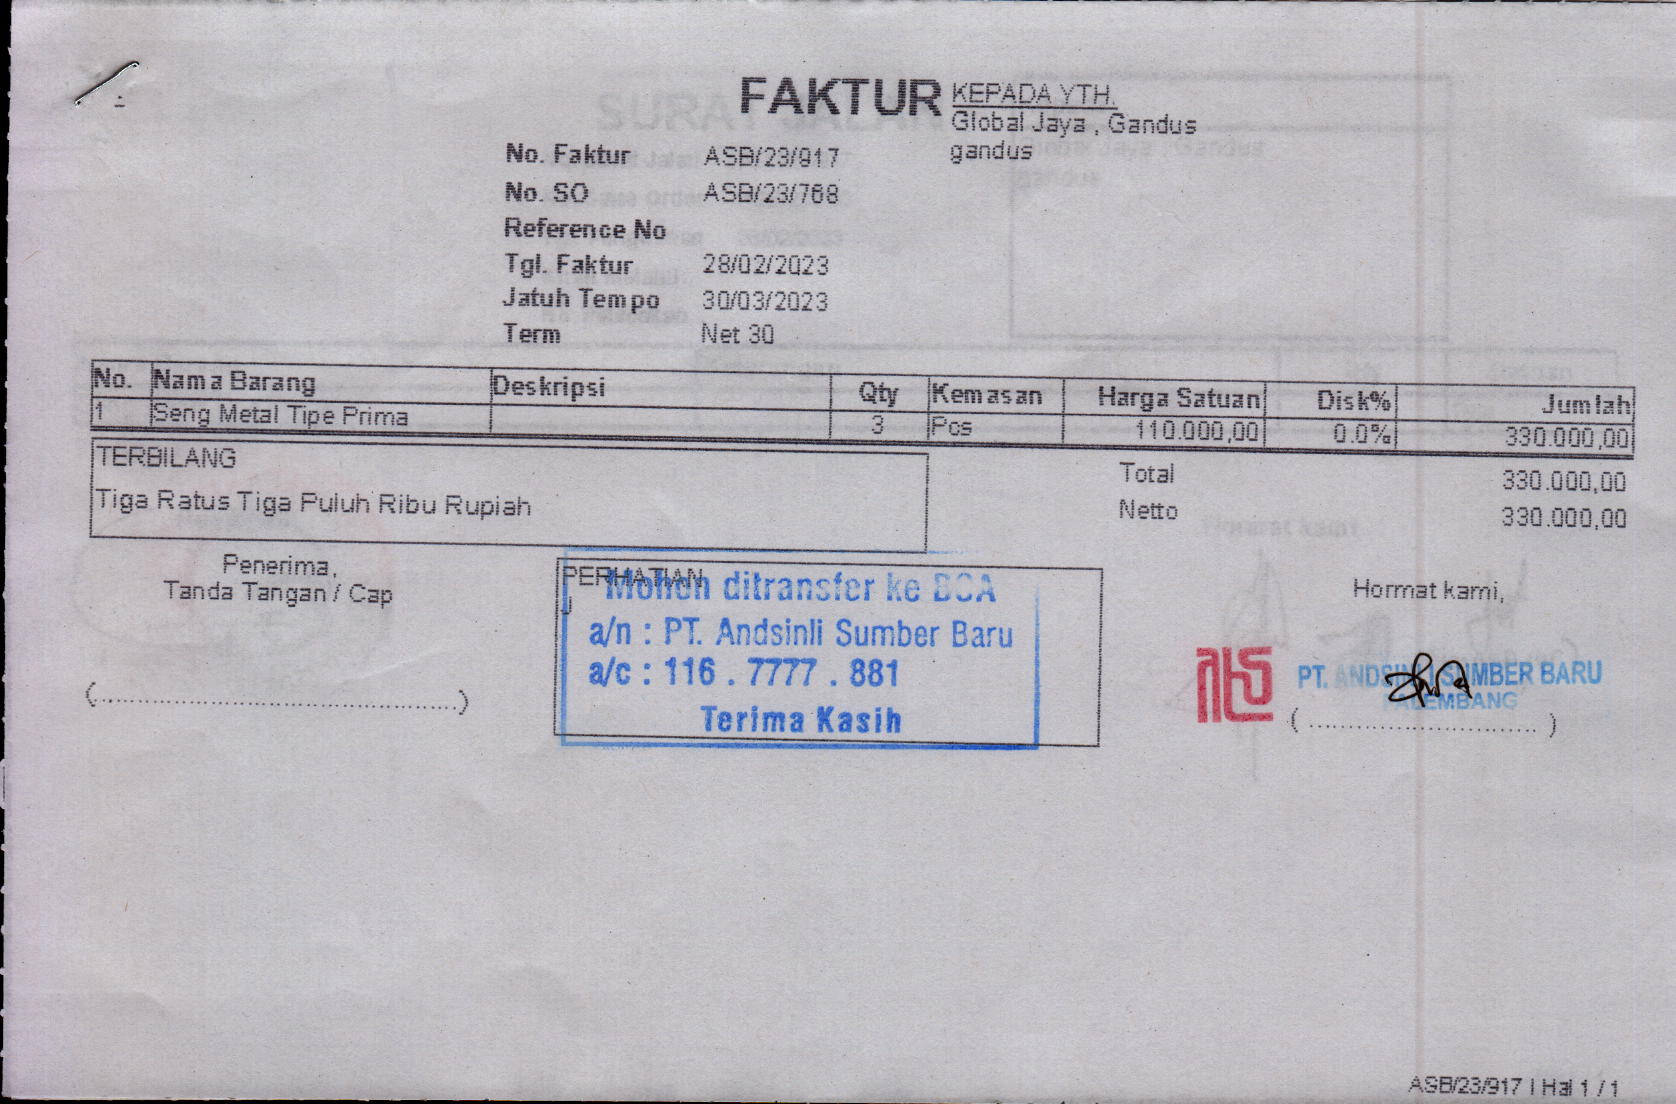 FAKTUR
KEPADA YTH.
Global Jaya , Gandus
gandus
No. Faktur ASB/23/917
No. SO ASB/23/768
Reference No
Tgl. Faktur 28/02/2023
Jatuh Tempo 30/03/2023
Term Net 30
No. Nama Barang Deskripsi Qty Kemasan Harga Satuan Disk% Jumlah
1 Seng Metal Tipe Prima 3 Pcs 110.000,00 0.0% 330.000,00
TERBILANG
Tiga Ratus Tiga Puluh Ribu Rupiah
Total 330.000,00
Netto 330.000,00
Penerima,
Tanda Tangan / Cap
(..................................................)
PERHATIAN
Mohon ditransfer ke BCA
a/n : PT. Andsinli Sumber Baru
a/c : 116 . 7777 . 881
Terima Kasih
Hormat kami,
PT. ANDSINLI SUMBER BARU
PALEMBANG
( ................................ )
ASB/23/917 | Hal 1 / 1